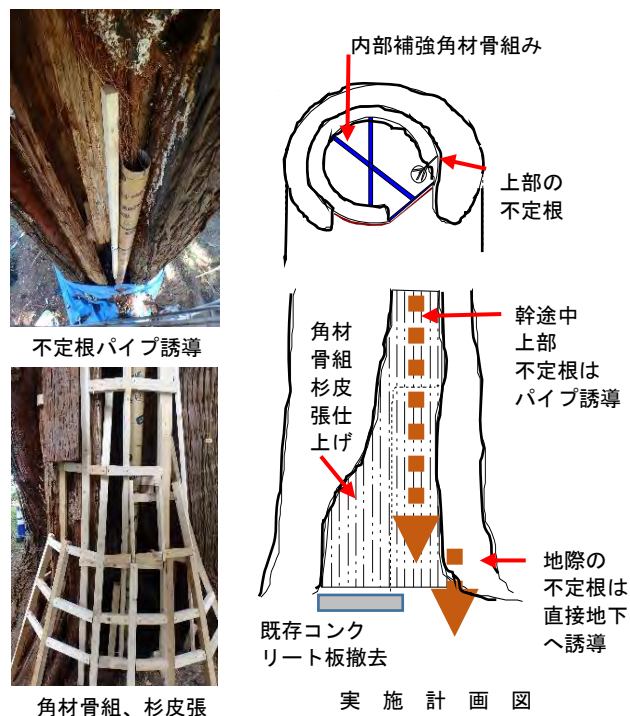 内部補強角材骨組み
上部の
不定根
不定根パイプ誘導
角材
骨組
杉皮
張仕
上げ
幹途中
上部
不定根は
パイプ誘導
地際の
不定根は
直接地下
へ誘導
既存コンク
リート板撤去
角材骨組、杉皮張
実施計画図